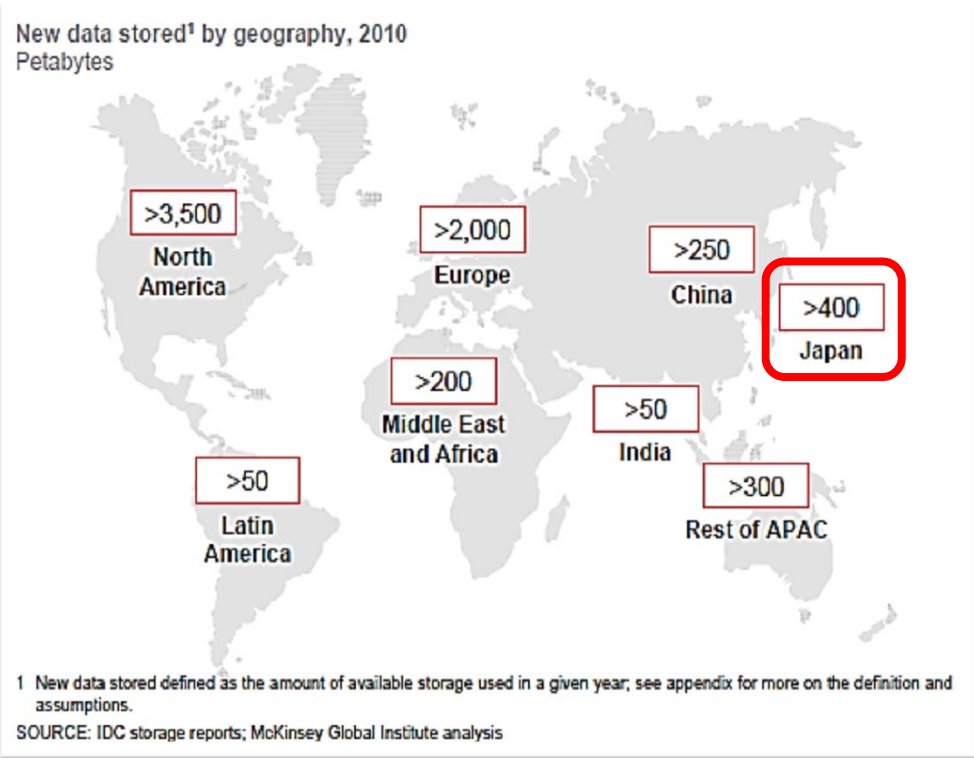 New data stored¹ by geography, 2010
Petabytes
>3,500
North
America
>2,000
Europe
>250
China
>400
Japan
>200
Middle East
and Africa
>50
India
>50
Latin
America
>300
Rest of APAC
1 New data stored defined as the amount of available storage used in a given year; see appendix for more on the definition and
assumptions.
SOURCE: IDC storage reports; McKinsey Global Institute analysis